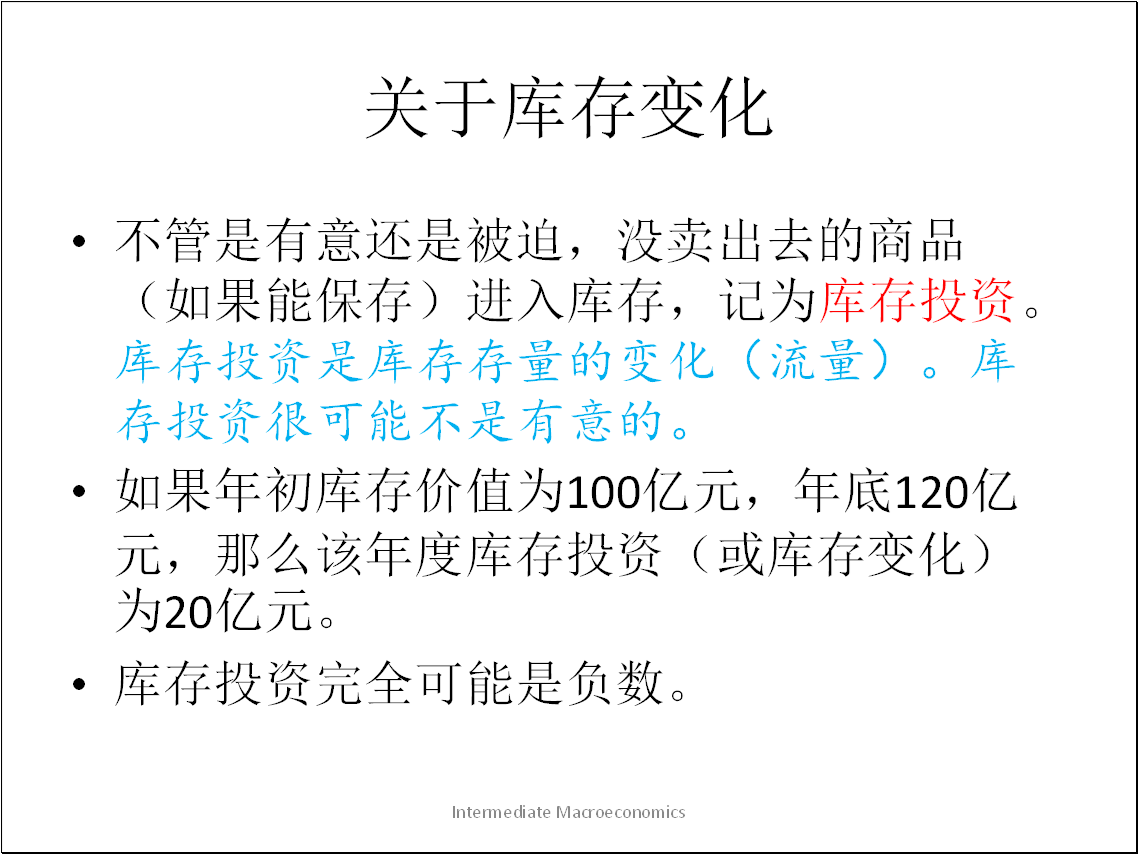 关于库存变化
• 不管是有意还是被迫，没卖出去的商品
（如果能保存）进入库存，记为库存投资。
库存投资是库存存量的变化（流量）。库
存投资很可能不是有意的。
• 如果年初库存价值为100亿元，年底120亿
元，那么该年度库存投资（或库存变化）
为20亿元。
• 库存投资完全可能是负数。
Intermediate Macroeconomics